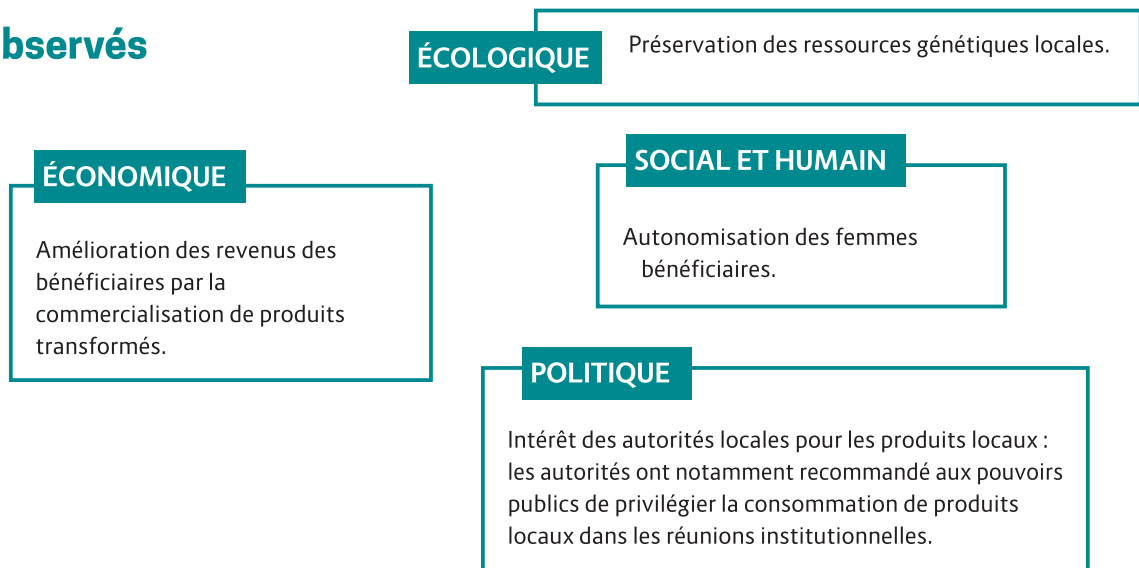 bservés
ÉCOLOGIQUE
Préservation des ressources génétiques locales.
ÉCONOMIQUE
Amélioration des revenus des
bénéficiaires par la
commercialisation de produits
transformés.
SOCIAL ET HUMAIN
Autonomisation des femmes
bénéficiaires.
POLITIQUE
Intérêt des autorités locales pour les produits locaux :
les autorités ont notamment recommandé aux pouvoirs
publics de privilégier la consommation de produits
locaux dans les réunions institutionnelles.